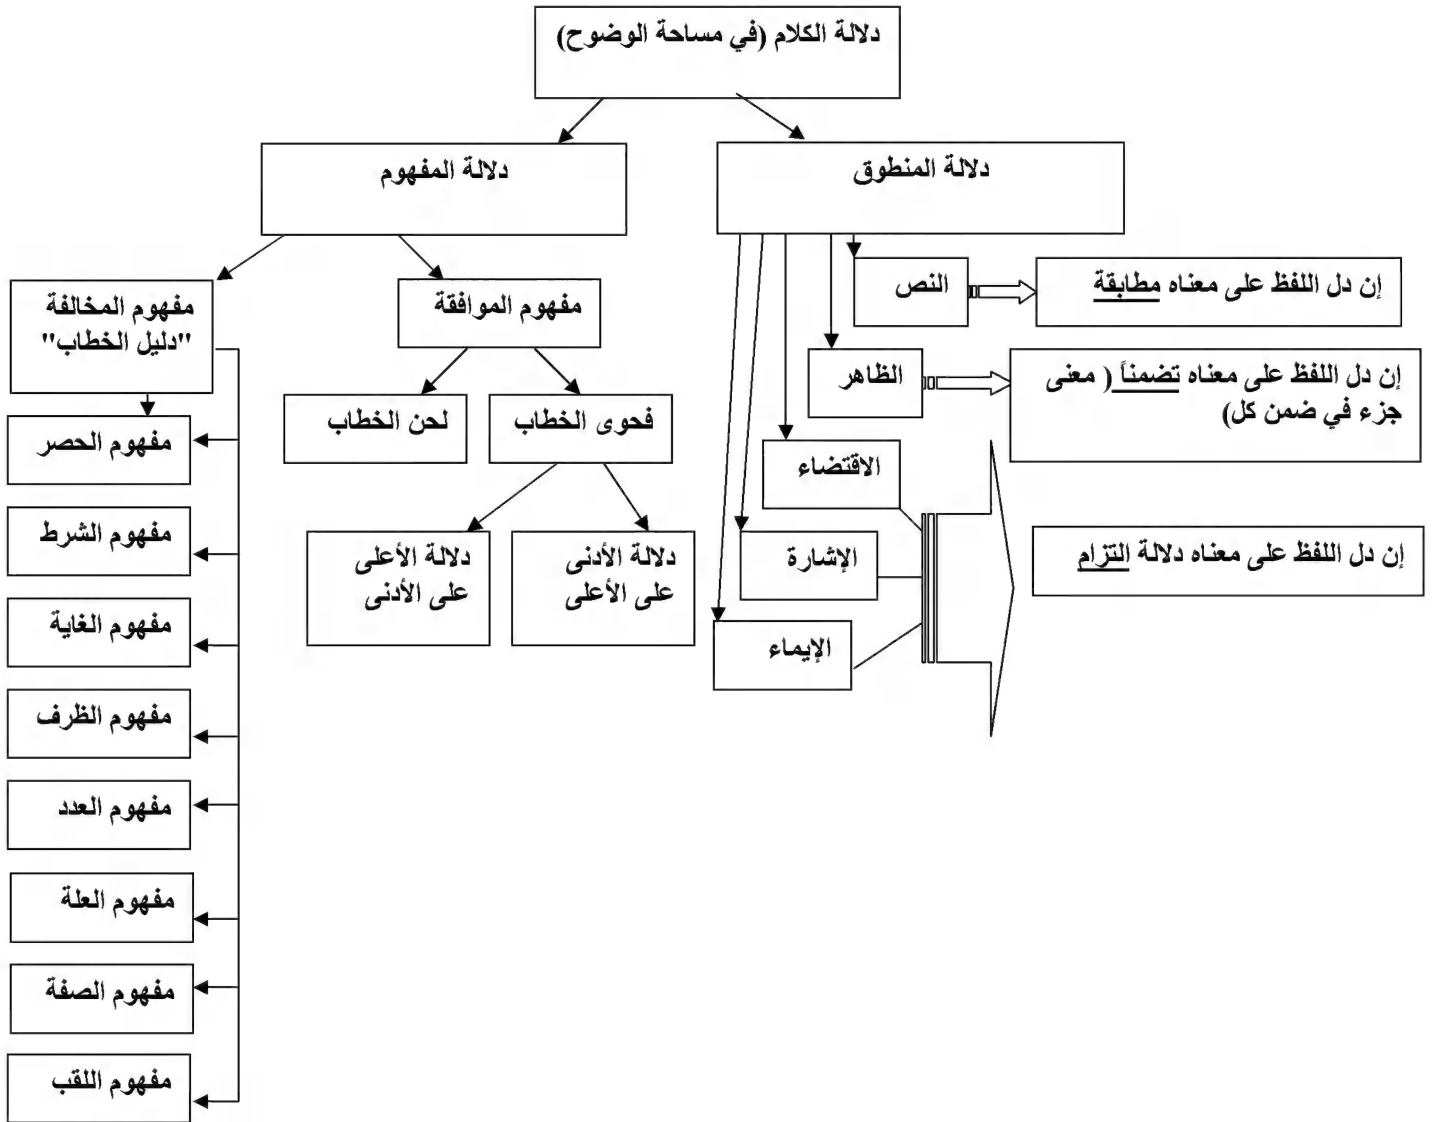 دلالة الكلام (في مساحة الوضوح)
دلالة المنطوق
دلالة المفهوم
النص
إن دل اللفظ على معناه مطابقة
الظاهر
إن دل اللفظ على معناه تضمناً ( معنى
جزء في ضمن كل)
الاقتضاء
الإشارة
الإيماء
إن دل اللفظ على معناه دلالة التزام
مفهوم الموافقة
فحوى الخطاب
لحن الخطاب
دلالة الأدنى
على الأعلى
دلالة الأعلى
على الأدنى
مفهوم المخالفة
"دليل الخطاب"
مفهوم الحصر
مفهوم الشرط
مفهوم الغاية
مفهوم الظرف
مفهوم العدد
مفهوم العلة
مفهوم الصفة
مفهوم اللقب